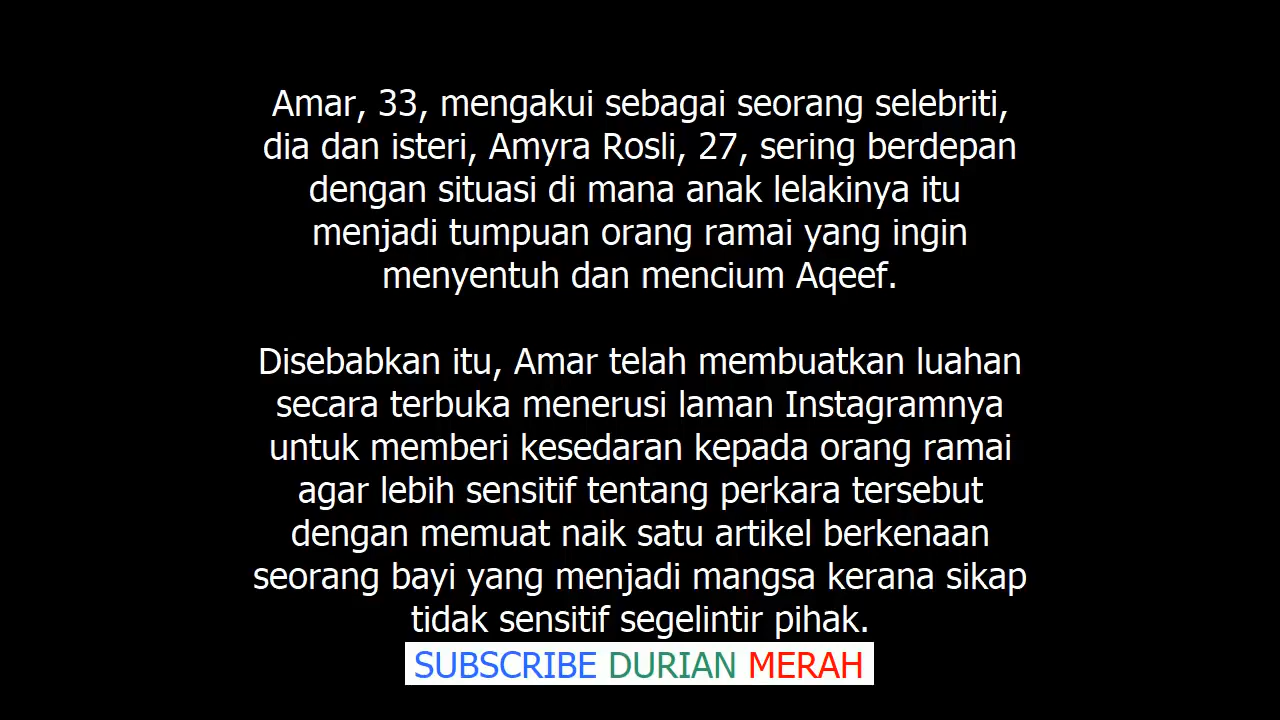 Amar, 33, mengakui sebagai seorang selebriti,
dia dan isteri, Amyra Rosli, 27, sering berdepan
dengan situasi di mana anak lelakinya itu
menjadi tumpuan orang ramai yang ingin
menyentuh dan mencium Aqeef.
Disebabkan itu, Amar telah membuatkan luahan
secara terbuka menerusi laman Instagramnya
untuk memberi kesedaran kepada orang ramai
agar lebih sensitif tentang perkara tersebut
dengan memuat naik satu artikel berkenaan
seorang bayi yang menjadi mangsa kerana sikap
tidak sensitif segelintir pihak.
SUBSCRIBE DURIAN MERAH